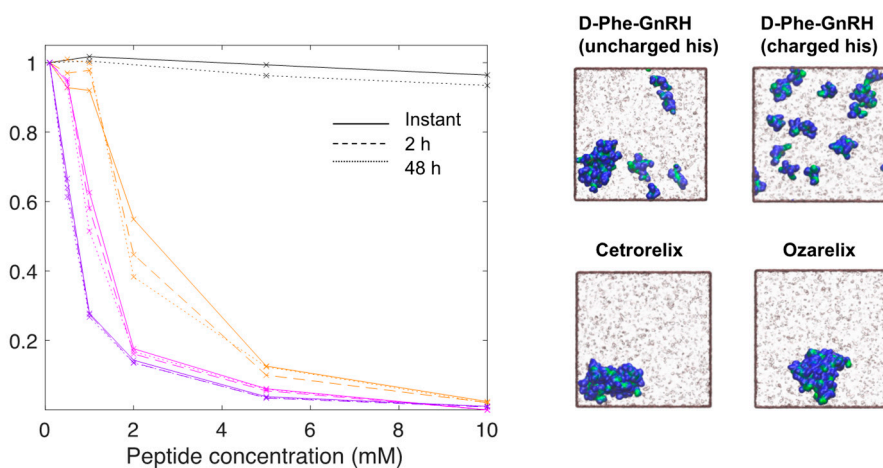 D-Phe-GnRH
(uncharged his)
D-Phe-GnRH
(charged his)
1
0.8
0.6
0.4
0.2
Instant
2 h
48 h
0
2
4
6
8
10
Peptide concentration (mM)
Cetrorelix
Ozarelix